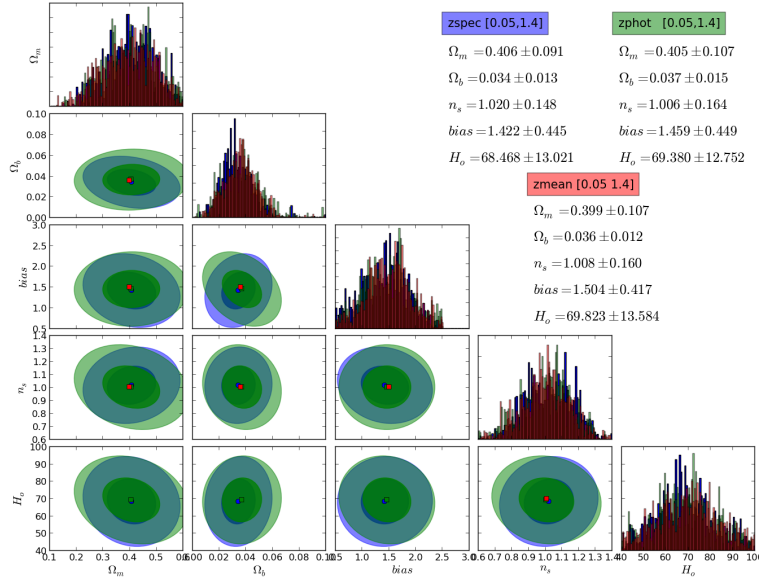 zspec [0.05,1.4]
Ω_m = 0.406 ± 0.091
Ω_b = 0.034 ± 0.013
n_s = 1.020 ± 0.148
bias = 1.422 ± 0.445
H_o = 68.468 ± 13.021
zphot [0.05,1.4]
Ω_m = 0.405 ± 0.107
Ω_b = 0.037 ± 0.015
n_s = 1.006 ± 0.164
bias = 1.459 ± 0.449
H_o = 69.380 ± 12.752
zmean [0.05 1.4]
Ω_m = 0.399 ± 0.107
Ω_b = 0.036 ± 0.012
n_s = 1.008 ± 0.160
bias = 1.504 ± 0.417
H_o = 69.823 ± 13.584
Ω_m
Ω_b
0.10
0.08
0.06
0.04
0.02
0.00
bias
3.0
2.5
2.0
1.5
1.0
0.5
n_s
1.4
1.3
1.2
1.1
1.0
0.9
0.8
0.7
0.6
H_o
100
90
80
70
60
50
40
0.1 0.2 0.3 0.4 0.5 0.6
0.00 0.02 0.04 0.06 0.08 0.10
0.5 1.0 1.5 2.0 2.5 3.0
0.6 0.7 0.8 0.9 1.0 1.1 1.2 1.3 1.4
40 50 60 70 80 90 100
Ω_m Ω_b bias n_s H_o